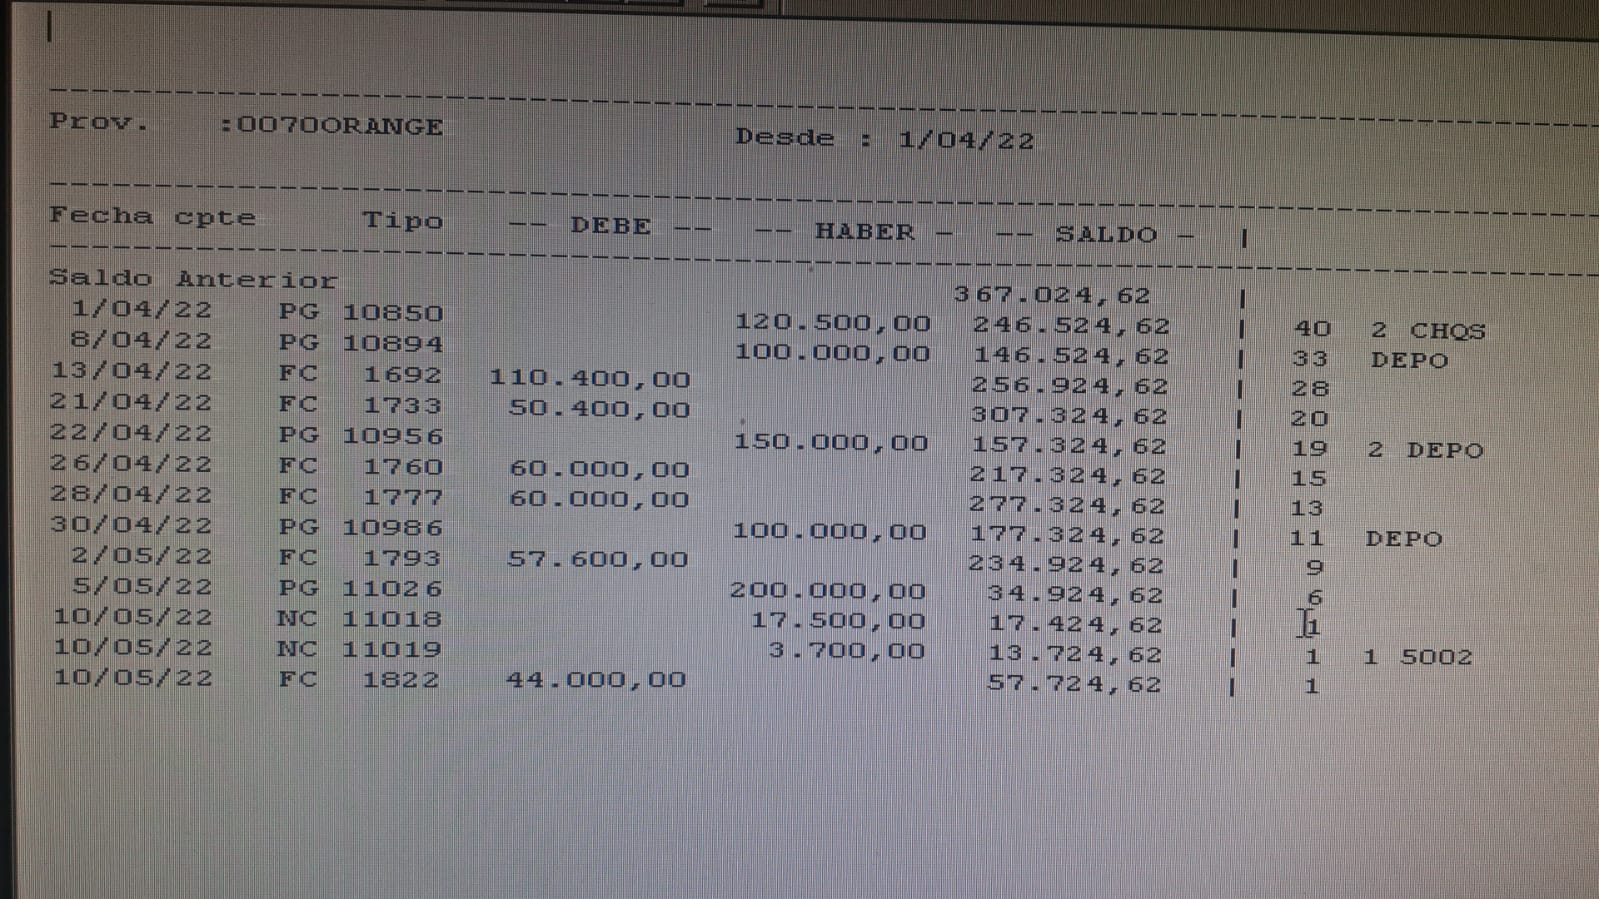 Prov. :0070ORANGE Desde : 1/04/22
Fecha cpte Tipo -- DEBE -- -- HABER - -- SALDO - |
Saldo Anterior 367.024,62 |
1/04/22 PG 10850 120.500,00 246.524,62 | 40 2 CHQS
8/04/22 PG 10894 100.000,00 146.524,62 | 33 DEPO
13/04/22 FC 1692 110.400,00 256.924,62 | 28
21/04/22 FC 1733 50.400,00 307.324,62 | 20
22/04/22 PG 10956 150.000,00 157.324,62 | 19 2 DEPO
26/04/22 FC 1760 60.000,00 217.324,62 | 15
28/04/22 FC 1777 60.000,00 277.324,62 | 13
30/04/22 PG 10986 100.000,00 177.324,62 | 11 DEPO
2/05/22 FC 1793 57.600,00 234.924,62 | 9
5/05/22 PG 11026 200.000,00 34.924,62 | 6
10/05/22 NC 11018 17.500,00 17.424,62 | 1
10/05/22 NC 11019 3.700,00 13.724,62 | 1 1 5002
10/05/22 FC 1822 44.000,00 57.724,62 | 1